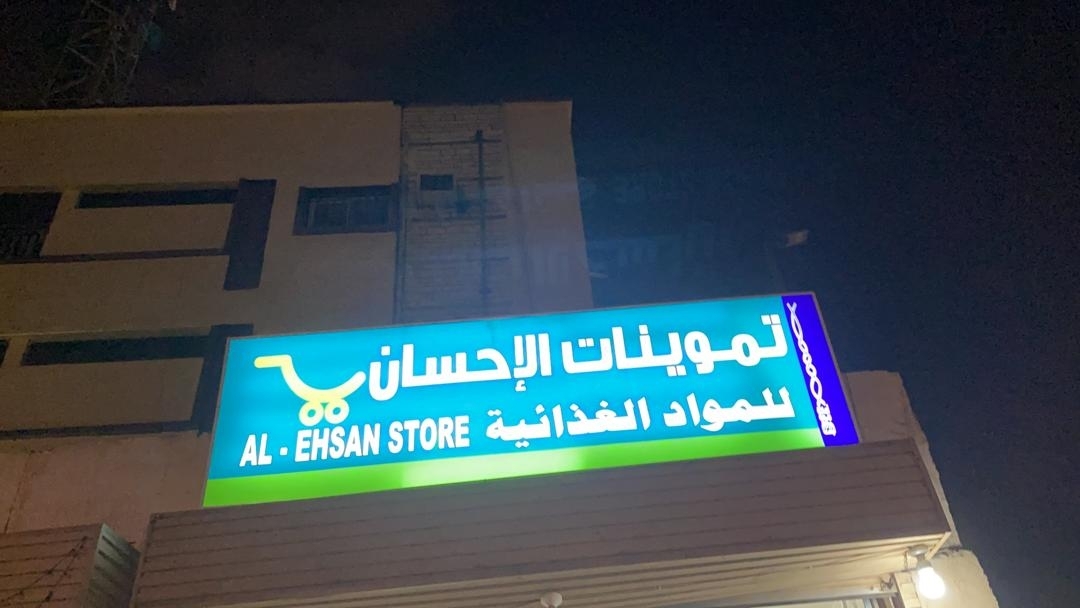 تموينات الإحسان
للمواد الغذائية
AL - EHSAN STORE